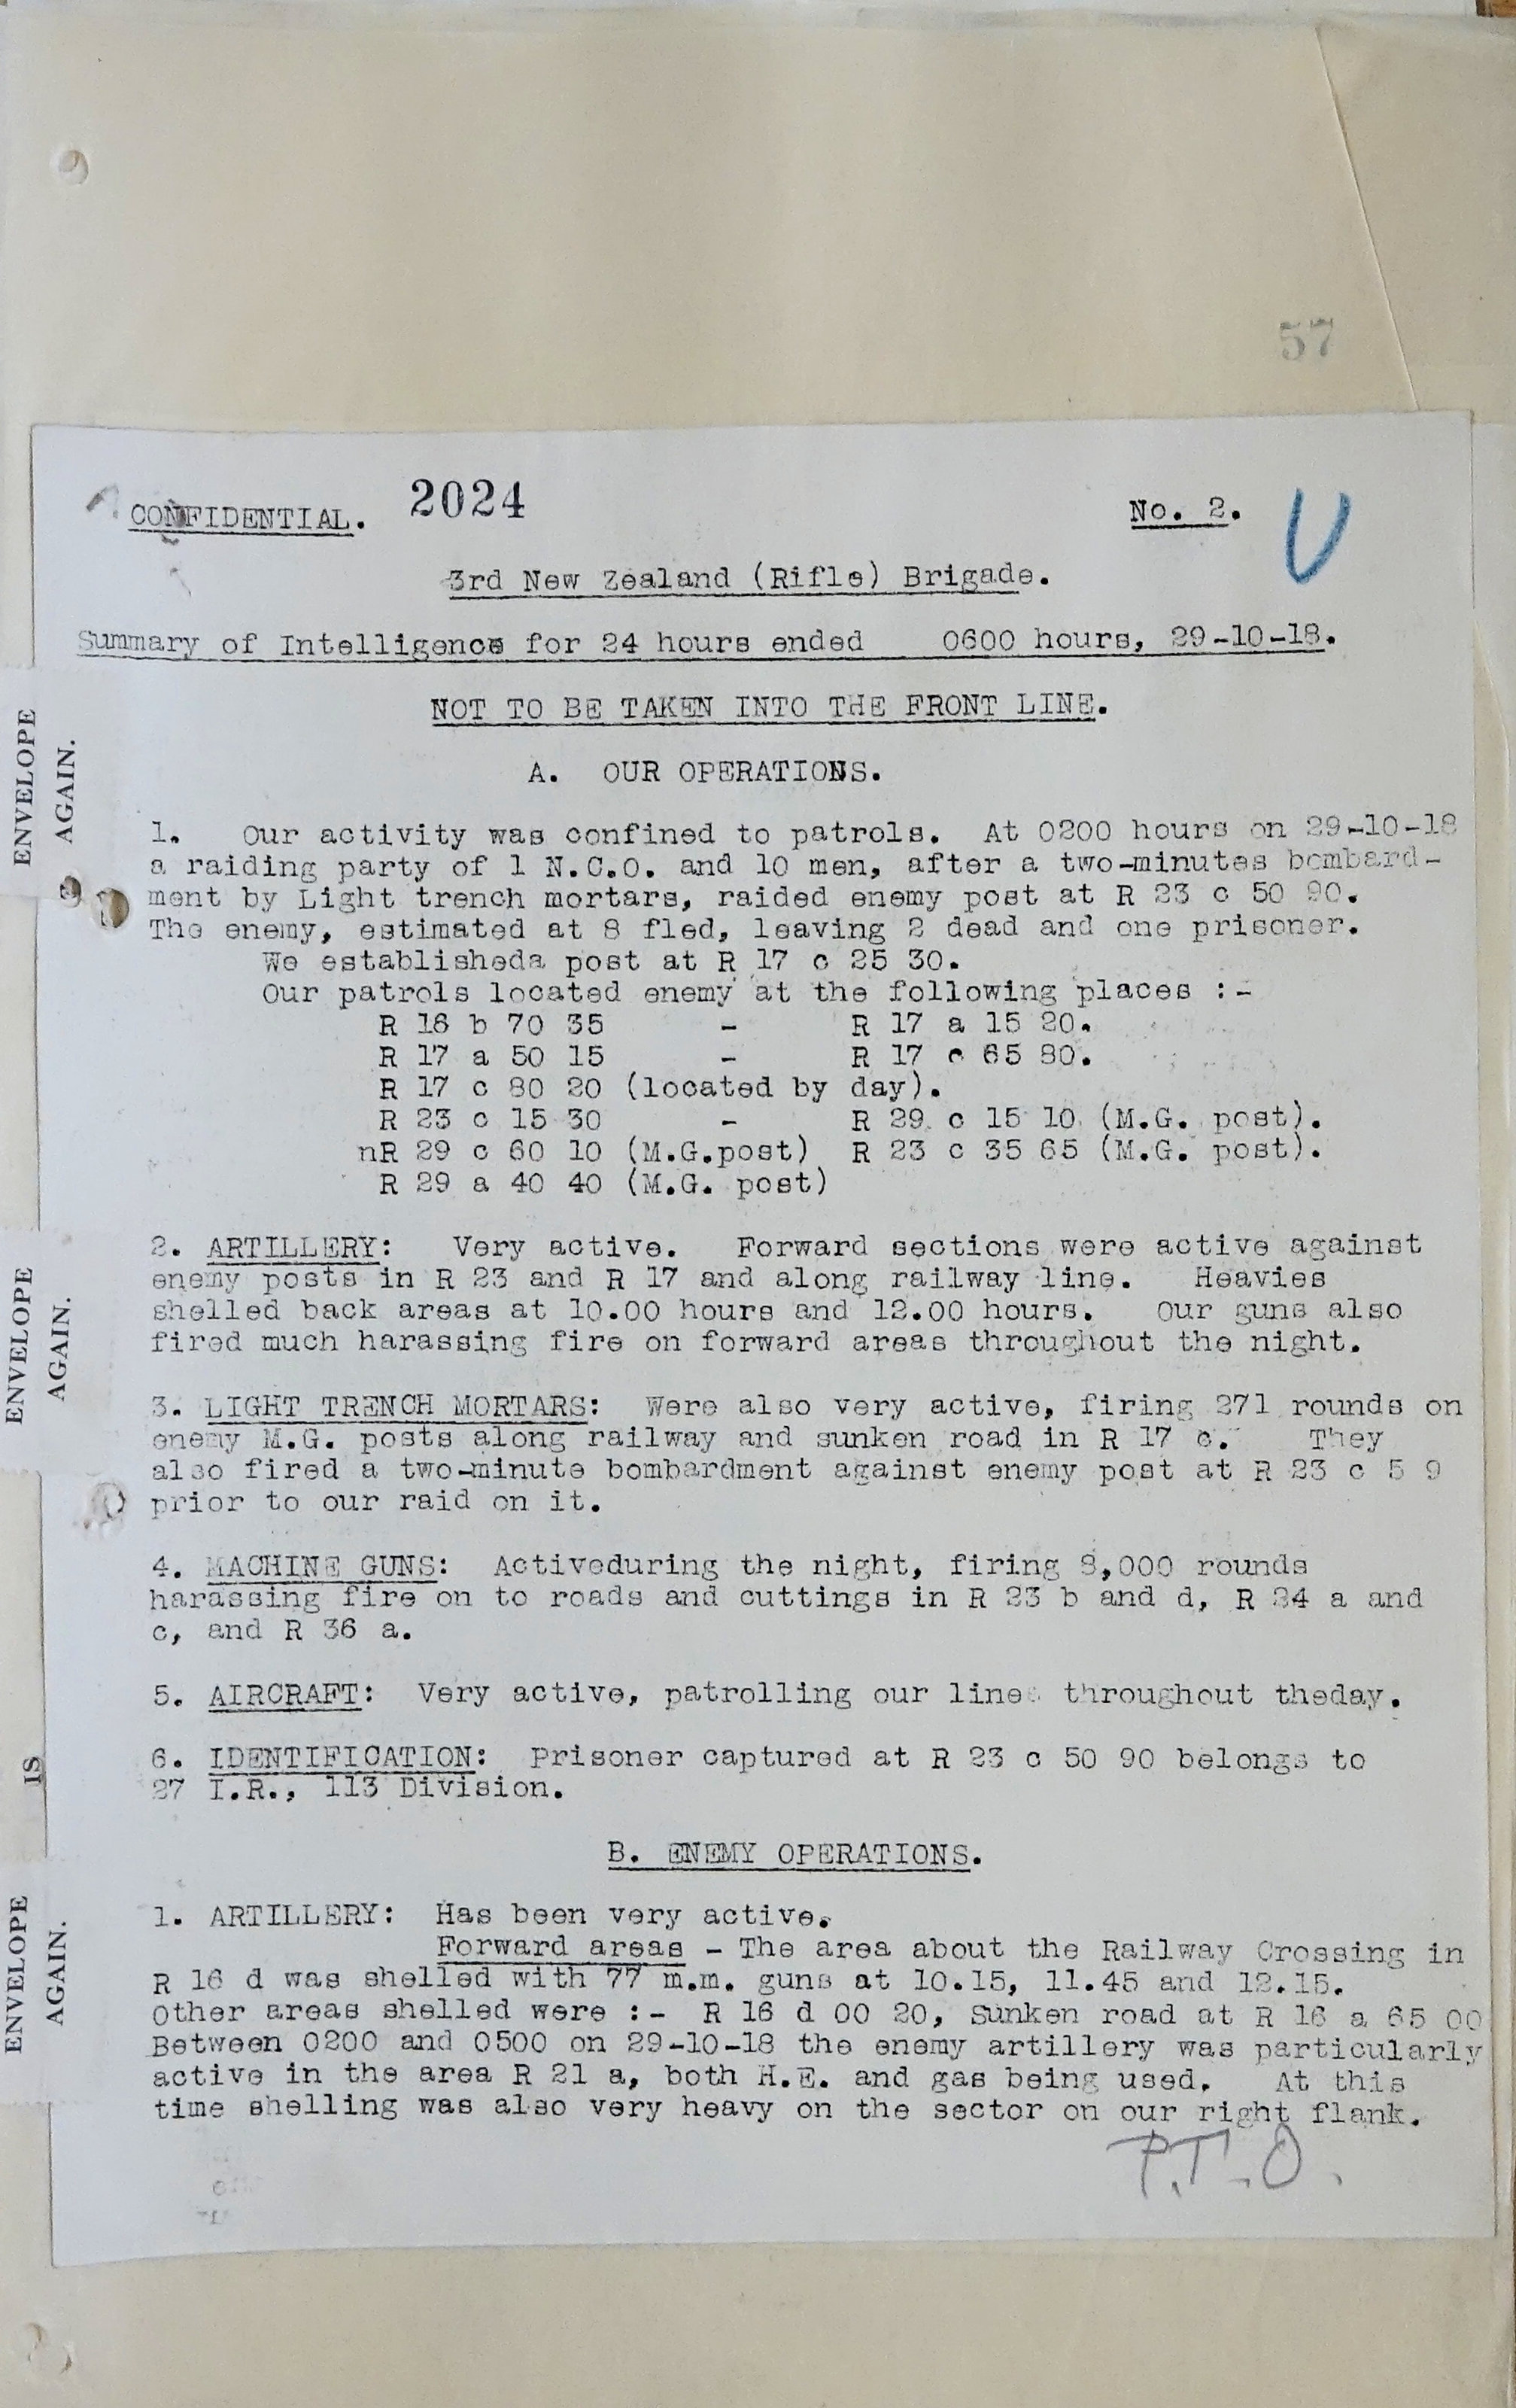 57
CONFIDENTIAL. 2024 No. 2. U
3rd New Zealand (Rifle) Brigade.
Summary of Intelligence for 24 hours ended 0600 hours, 29-10-18.
NOT TO BE TAKEN INTO THE FRONT LINE.
A. OUR OPERATIONS.
1. Our activity was confined to patrols. At 0200 hours on 29-10-18
a raiding party of 1 N.C.O. and 10 men, after a two-minutes bombard-
ment by Light trench mortars, raided enemy post at R 23 c 50 90.
The enemy, estimated at 8 fled, leaving 2 dead and one prisoner.
We establisheda post at R 17 c 25 30.
Our patrols located enemy at the following places :-
R 16 b 70 35 - R 17 a 15 20.
R 17 a 50 15 - R 17 c 65 80.
R 17 c 80 20 (located by day).
R 23 c 15 30 - R 29 c 15 10 (M.G. post).
nR 29 c 60 10 (M.G.post) R 23 c 35 65 (M.G. post).
R 29 a 40 40 (M.G. post)
2. ARTILLERY: Very active. Forward sections were active against
enemy posts in R 23 and R 17 and along railway line. Heavies
shelled back areas at 10.00 hours and 12.00 hours. Our guns also
fired much harassing fire on forward areas throughout the night.
3. LIGHT TRENCH MORTARS: Were also very active, firing 271 rounds on
enemy M.G. posts along railway and sunken road in R 17 c. They
also fired a two-minute bombardment against enemy post at R 23 c 5 9
prior to our raid on it.
4. MACHINE GUNS: Activeduring the night, firing 8,000 rounds
harassing fire on to roads and cuttings in R 23 b and d, R 24 a and
c, and R 36 a.
5. AIRCRAFT: Very active, patrolling our lines throughout theday.
6. IDENTIFICATION: Prisoner captured at R 23 c 50 90 belongs to
27 I.R., 113 Division.
B. ENEMY OPERATIONS.
1. ARTILLERY: Has been very active.
Forward areas - The area about the Railway Crossing in
R 16 d was shelled with 77 m.m. guns at 10.15, 11.45 and 12.15.
Other areas shelled were :- R 16 d 00 20, Sunken road at R 16 a 65 00
Between 0200 and 0500 on 29-10-18 the enemy artillery was particularly
active in the area R 21 a, both H.E. and gas being used. At this
time shelling was also very heavy on the sector on our right flank.
P.T.O.
ENVELOPE
AGAIN.
ENVELOPE
AGAIN.
IS
ENVELOPE
AGAIN.